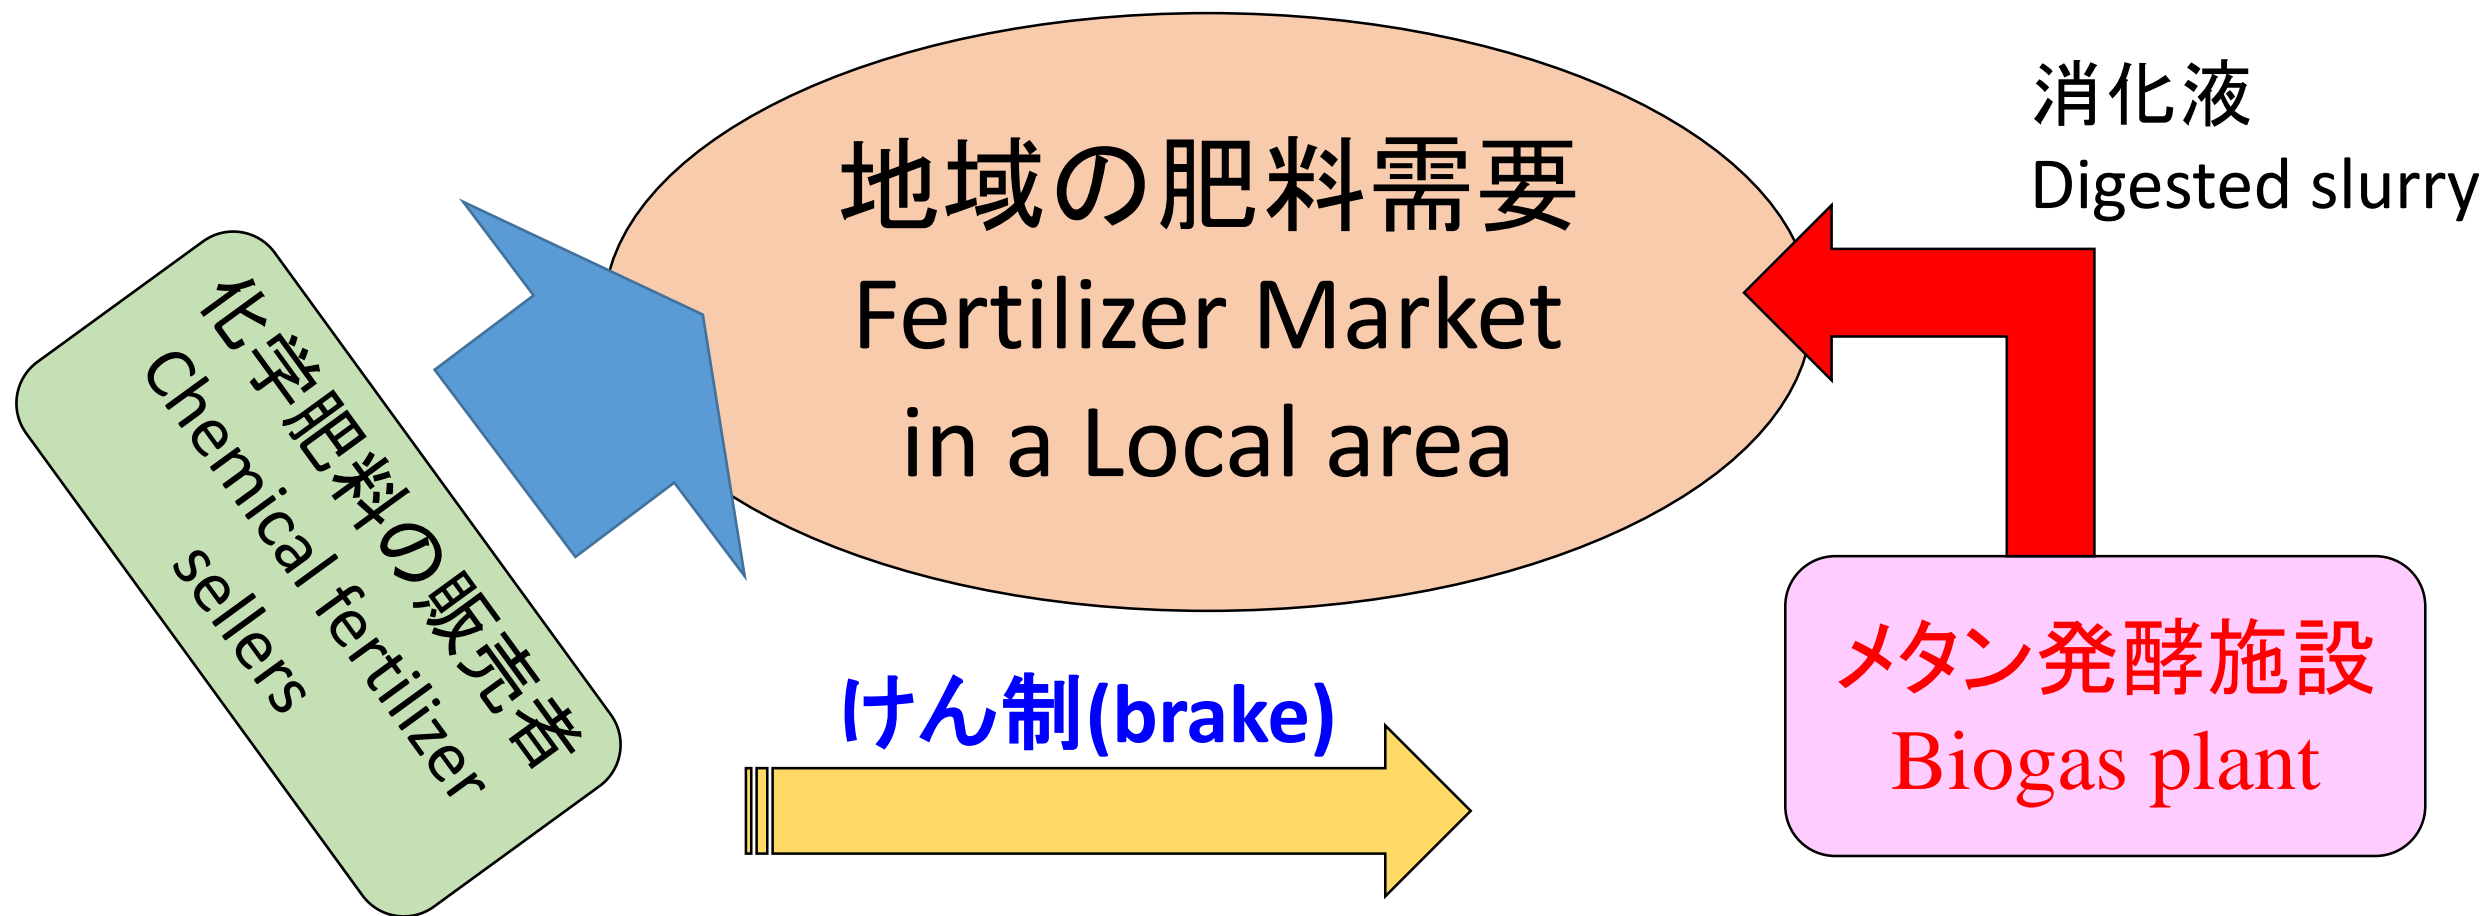 地域の肥料需要
Fertilizer Market
in a Local area
消化液
Digested slurry
化学肥料の販売者
Chemical fertilizer
sellers
けん制(brake)
メタン発酵施設
Biogas plant